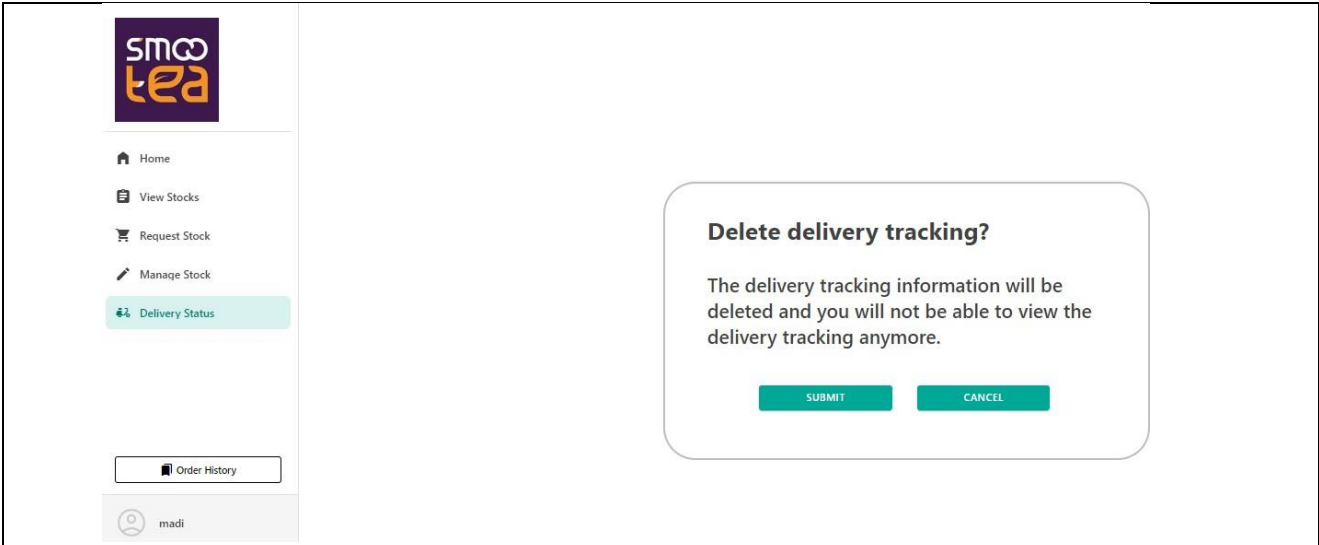 smoo
tea
Home
View Stocks
Request Stock
Manage Stock
Delivery Status
Order History
madi
Delete delivery tracking?
The delivery tracking information will be
deleted and you will not be able to view the
delivery tracking anymore.
SUBMIT
CANCEL